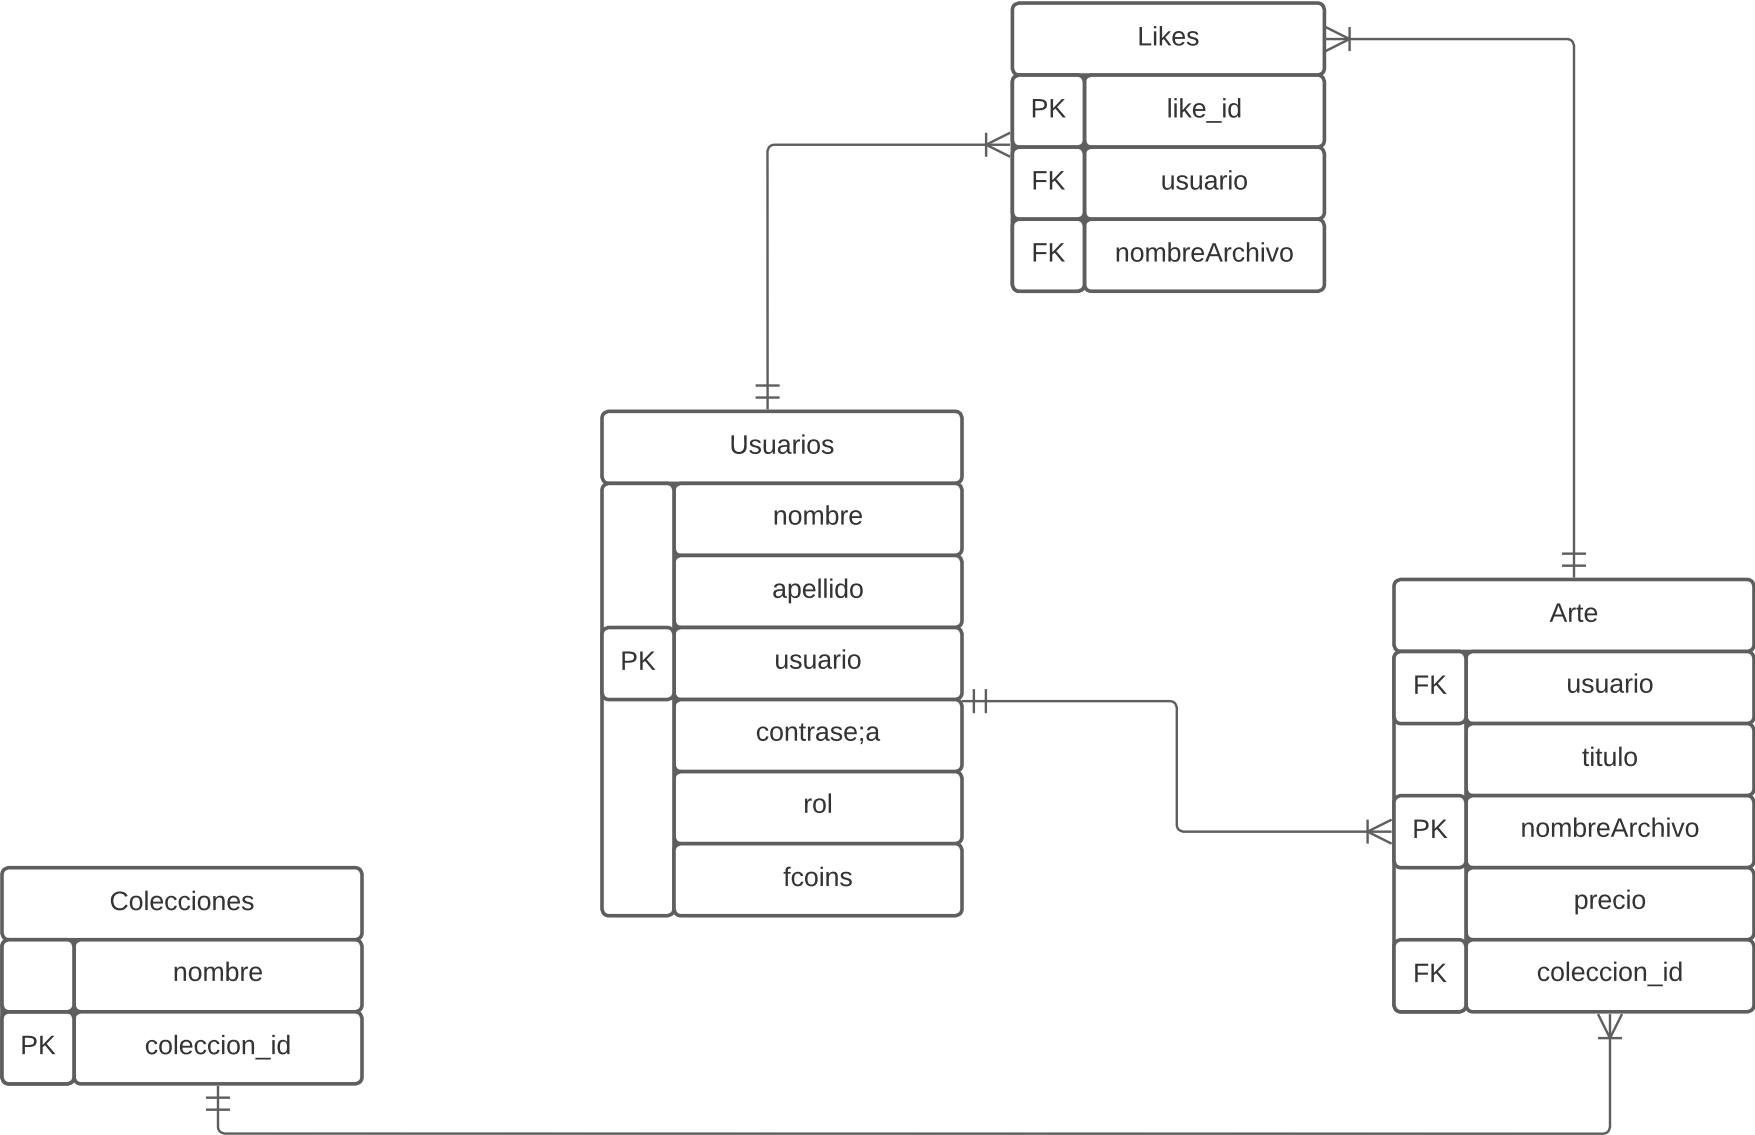 Likes
PK like_id
FK usuario
FK nombreArchivo
Usuarios
nombre
apellido
PK usuario
contrase;a
rol
fcoins
Arte
FK usuario
titulo
PK nombreArchivo
precio
FK coleccion_id
Colecciones
nombre
PK coleccion_id